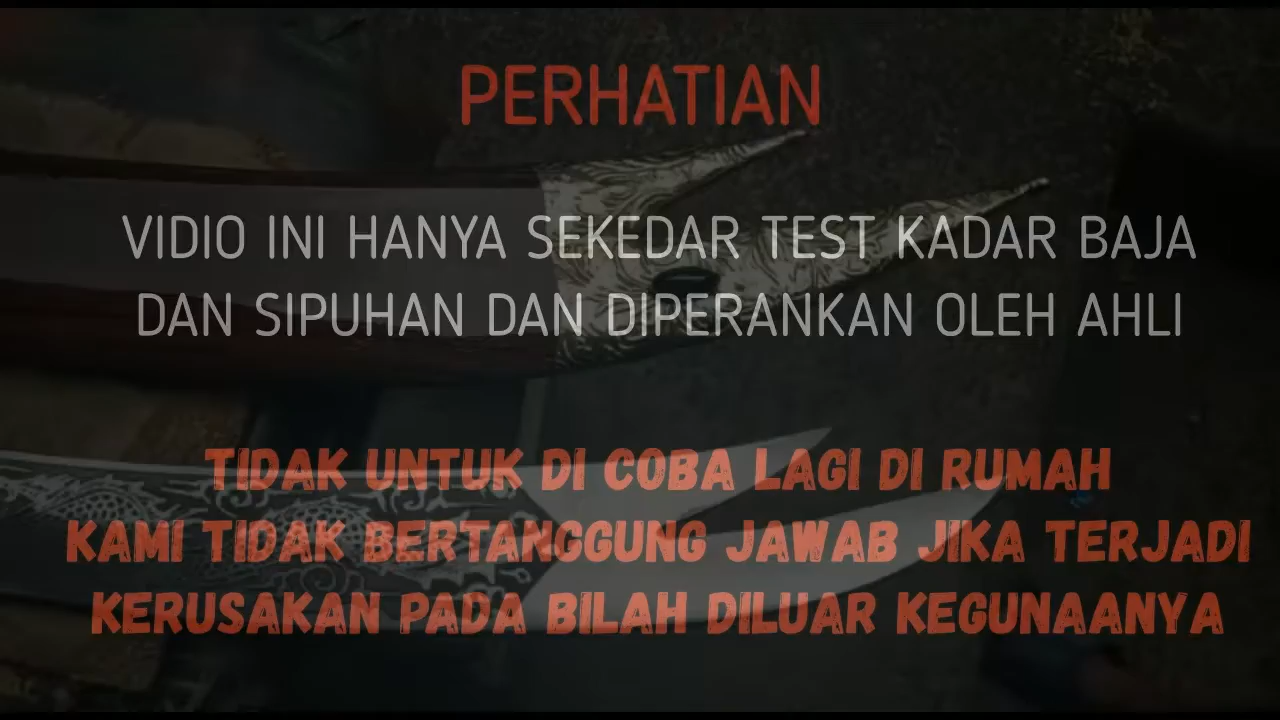 PERHATIAN
VIDIO INI HANYA SEKEDAR TEST KADAR BAJA
DAN SIPUHAN DAN DIPERANKAN OLEH AHLI
TIDAK UNTUK DI COBA LAGI DI RUMAH
KAMI TIDAK BERTANGGUNG JAWAB JIKA TERJADI
KERUSAKAN PADA BILAH DILUAR KEGUNAANYA